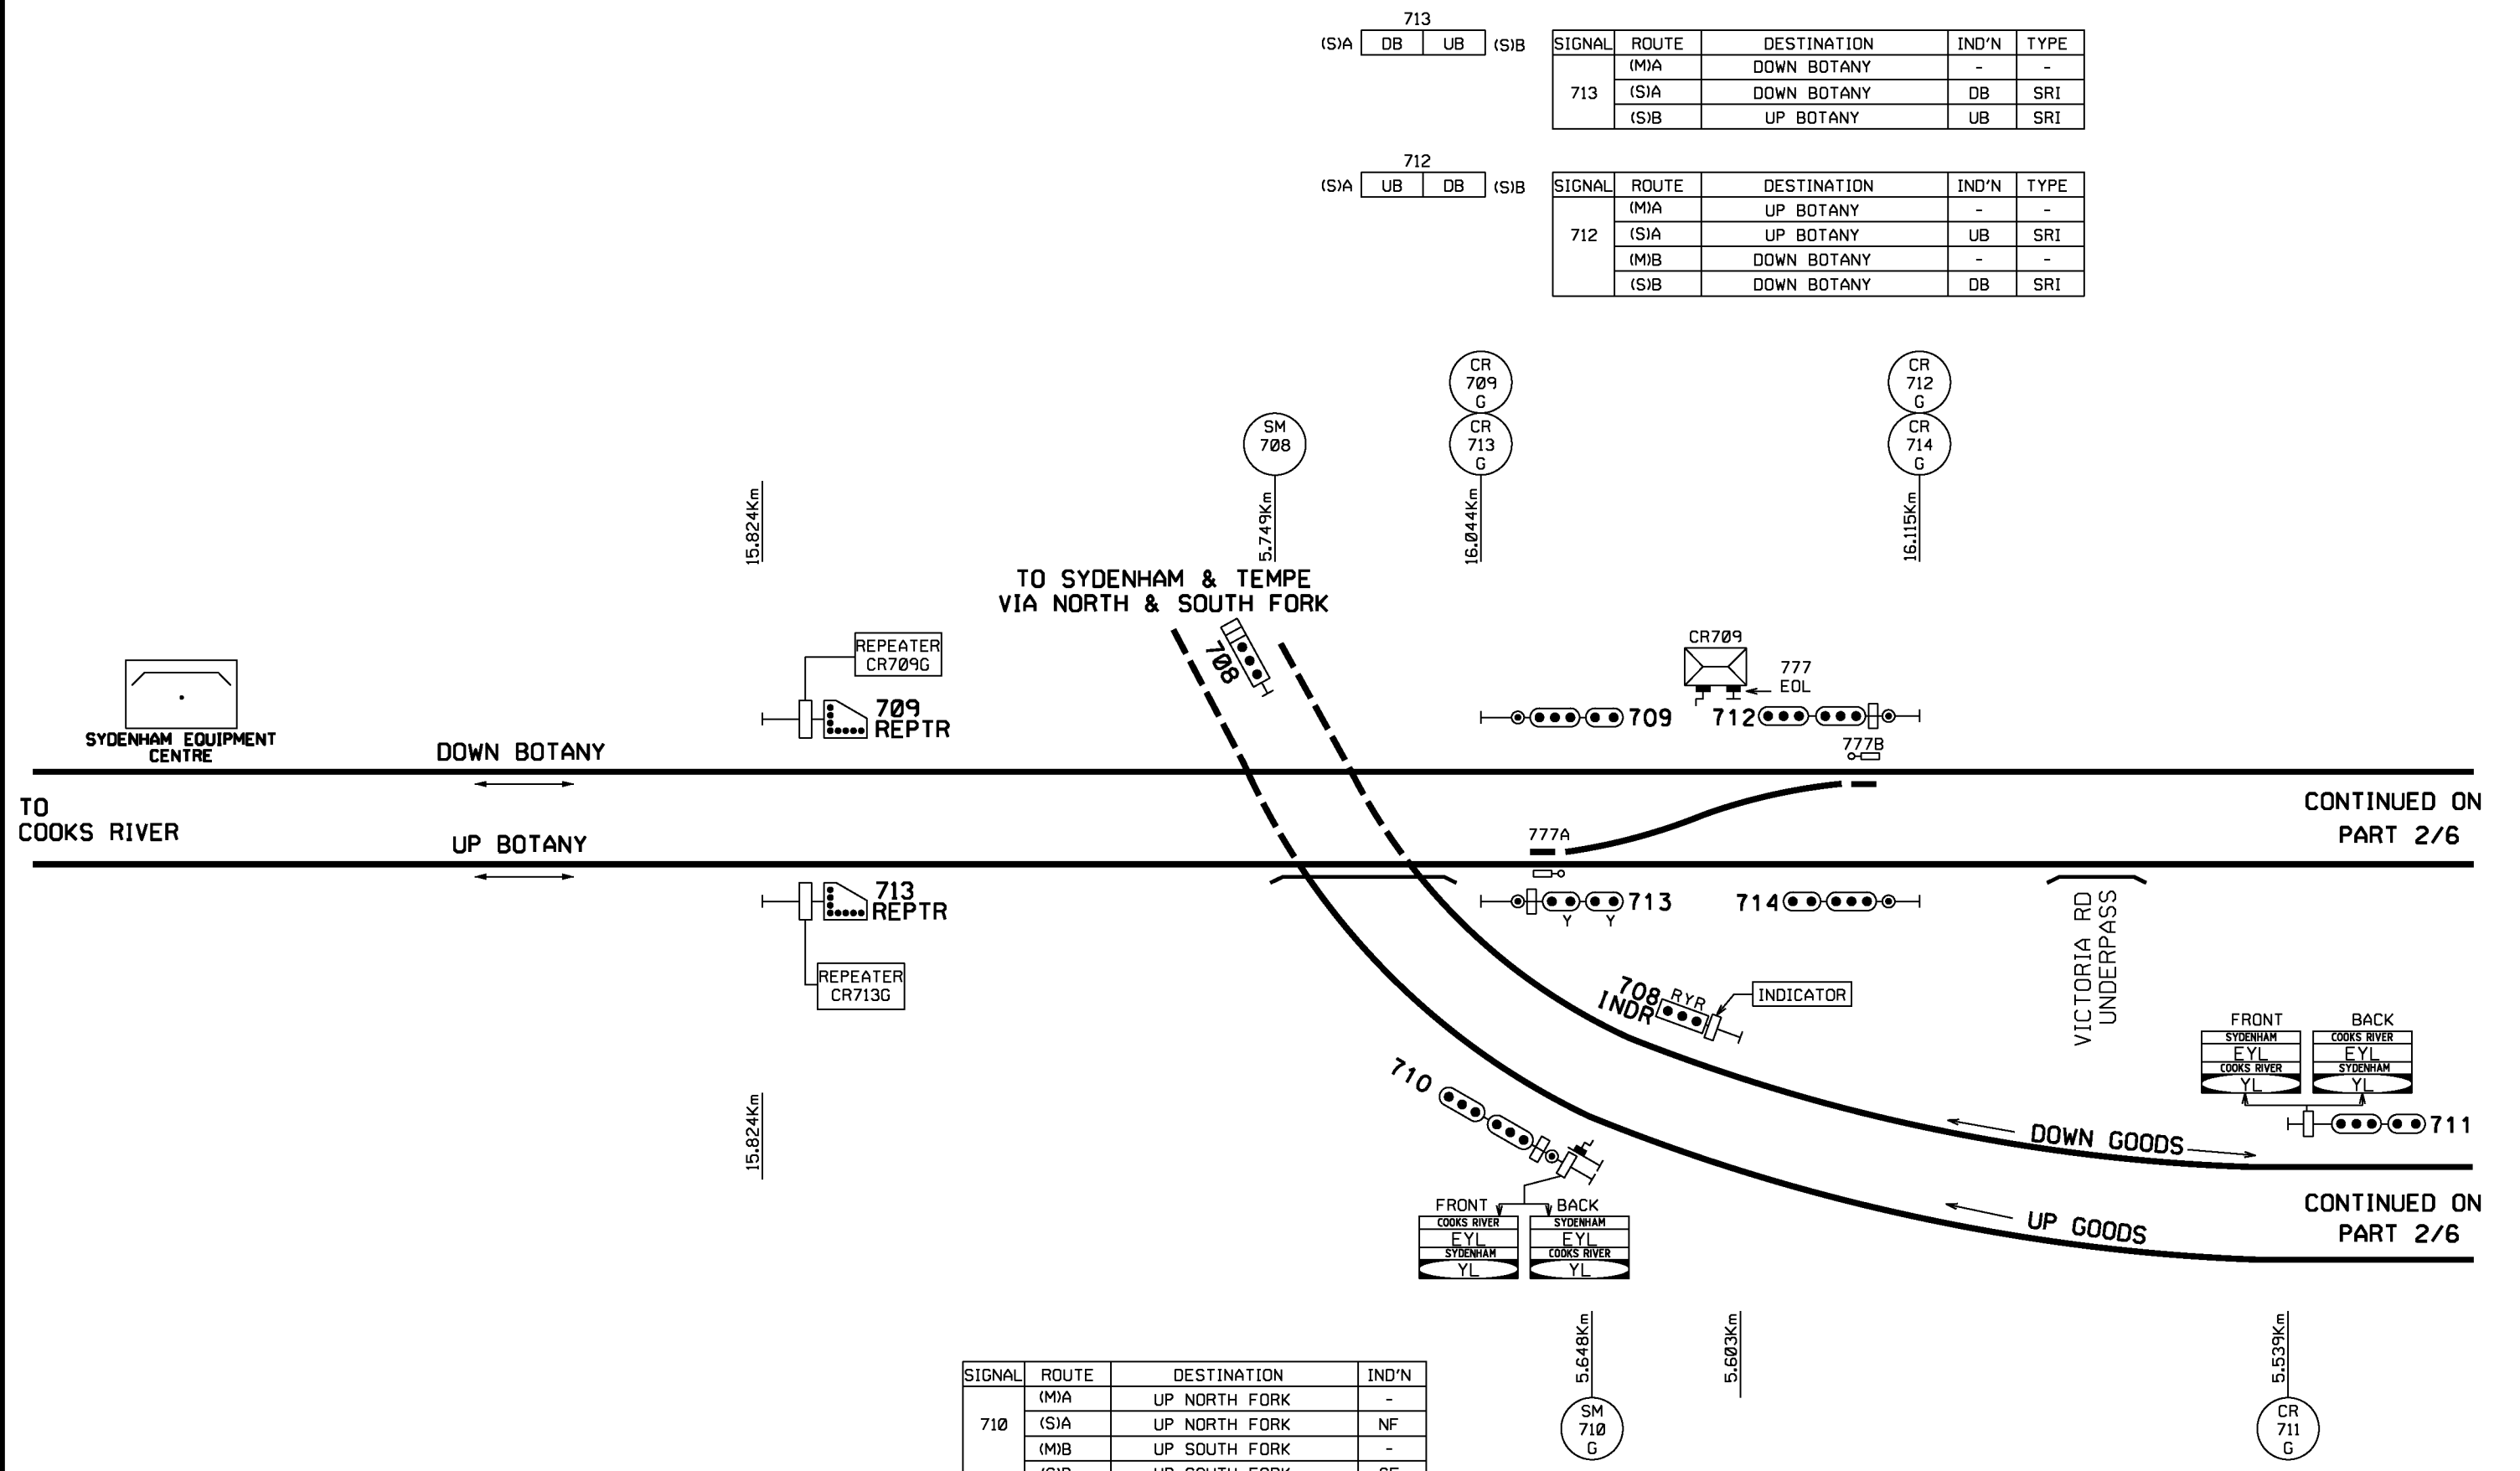 713
(S)A DB UB (S)B
SIGNAL ROUTE DESTINATION IND'N TYPE
(M)A DOWN BOTANY - -
713 (S)A DOWN BOTANY DB SRI
(S)B UP BOTANY UB SRI
712
(S)A UB DB (S)B
SIGNAL ROUTE DESTINATION IND'N TYPE
(M)A UP BOTANY - -
712 (S)A UP BOTANY UB SRI
(M)B DOWN BOTANY - -
(S)B DOWN BOTANY DB SRI
CR
709
G
CR
712
G
SM
708
CR
713
G
CR
714
G
15.824Km
5.749Km
16.044Km
16.115Km
TO SYDENHAM & TEMPE
VIA NORTH & SOUTH FORK
REPEATER
CR709G
708
CR709
777
EOL
709
REPTR
709
712
777B
SYDENHAM EQUIPMENT
CENTRE
DOWN BOTANY
TO
COOKS RIVER
CONTINUED ON
PART 2/6
UP BOTANY
777A
713
REPTR
713
Y Y
714
VICTORIA RD
UNDERPASS
REPEATER
CR713G
708
INDR
RYR
INDICATOR
FRONT
SYDENHAM
EYL
COOKS RIVER
YL
BACK
COOKS RIVER
EYL
SYDENHAM
YL
711
710
15.824Km
DOWN GOODS
FRONT
COOKS RIVER
EYL
SYDENHAM
YL
BACK
SYDENHAM
EYL
COOKS RIVER
YL
UP GOODS
CONTINUED ON
PART 2/6
5.648Km
5.603Km
5.539Km
SIGNAL ROUTE DESTINATION IND'N
(M)A UP NORTH FORK -
710 (S)A UP NORTH FORK NF
(M)B UP SOUTH FORK -
SM
710
G
CR
711
G